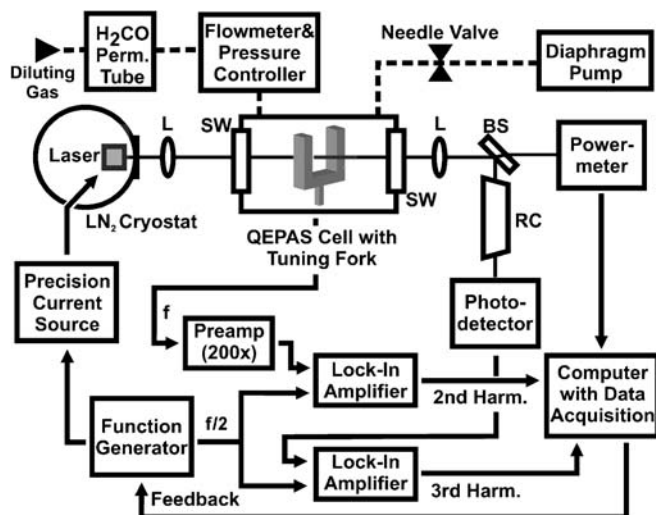 H2CO
Perm.
Tube
Diluting
Gas
Flowmeter&
Pressure
Controller
Needle Valve
Diaphragm
Pump
Laser
L
SW
SW
L
BS
Power-
meter
LN2 Cryostat
QEPAS Cell with
Tuning Fork
RC
Precision
Current
Source
f
Preamp
(200x)
Photo-
detector
Lock-In
Amplifier
2nd Harm.
Computer
with Data
Acquisition
Function
Generator
f/2
Lock-In
Amplifier
3rd Harm.
Feedback